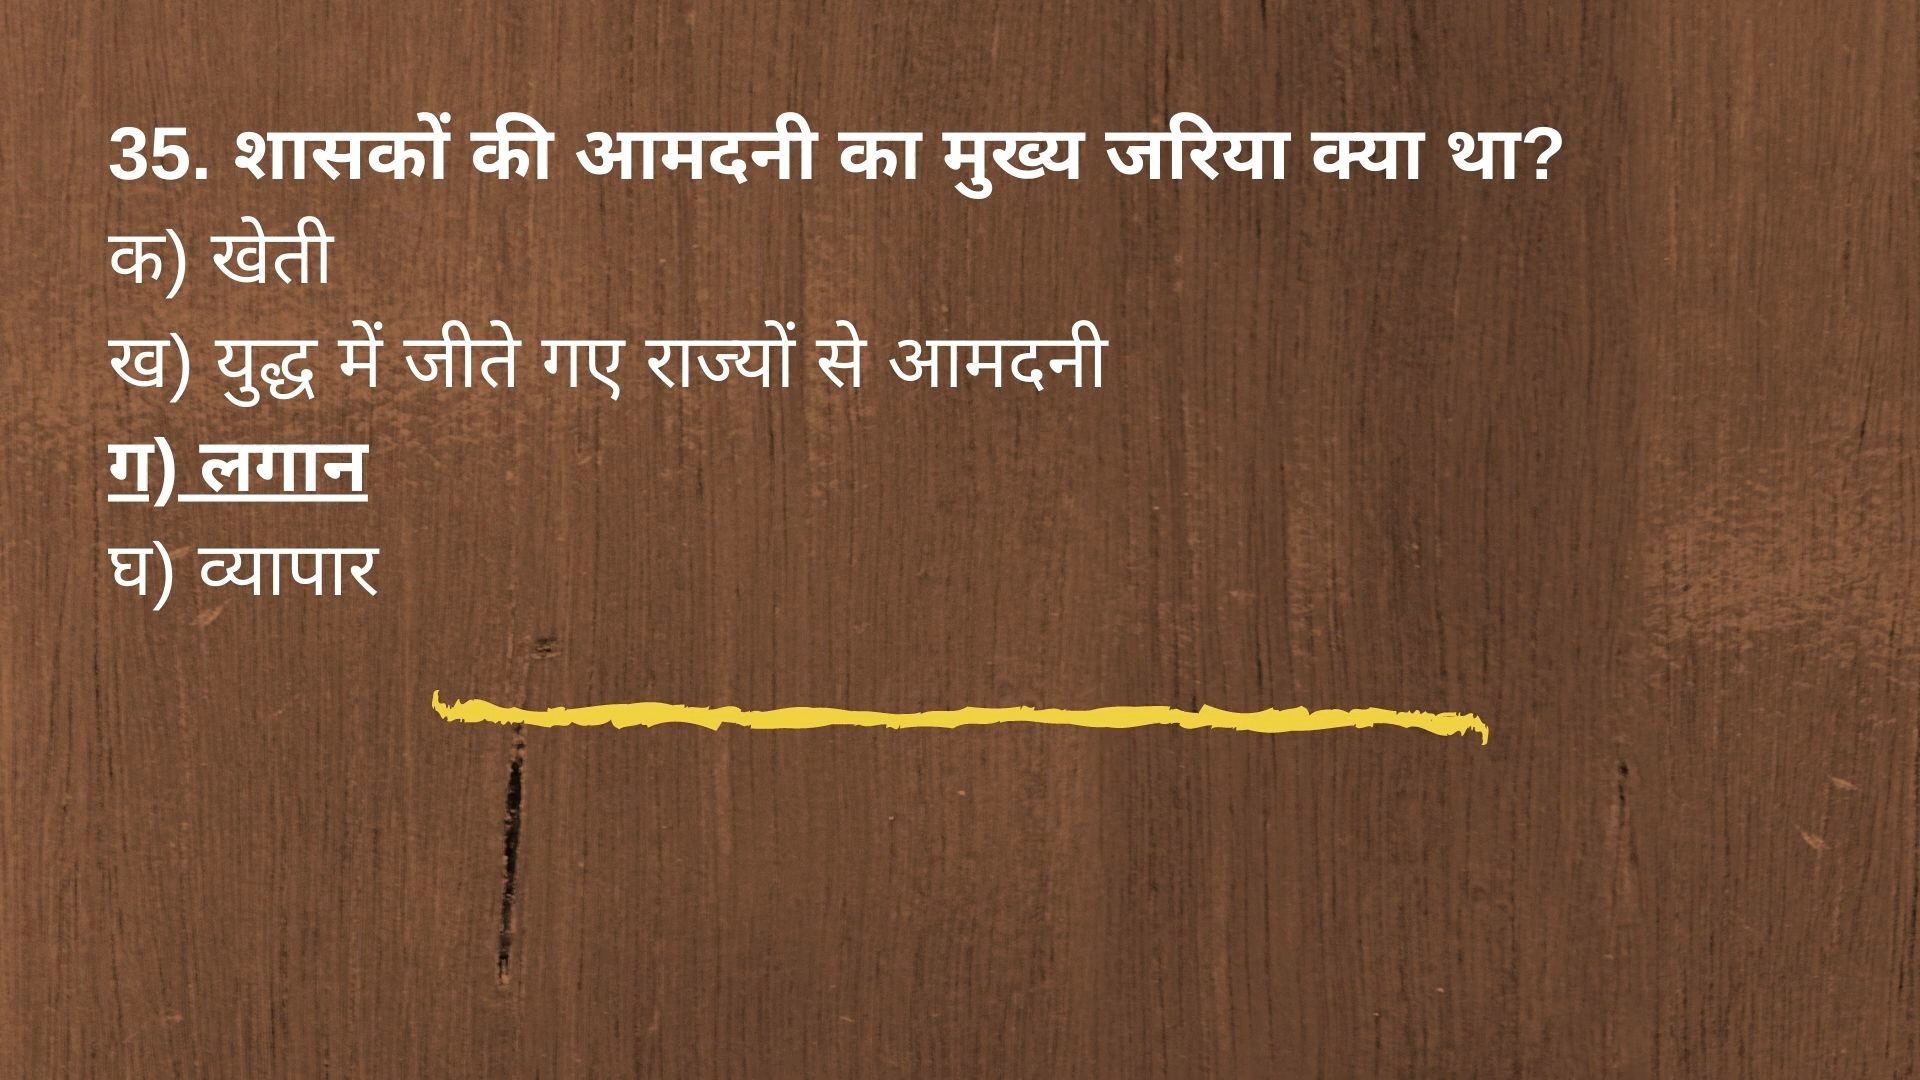 35. शासकों की आमदनी का मुख्य जरिया क्या था?
क) खेती
ख) युद्ध में जीते गए राज्यों से आमदनी
ग) लगान
घ) व्यापार